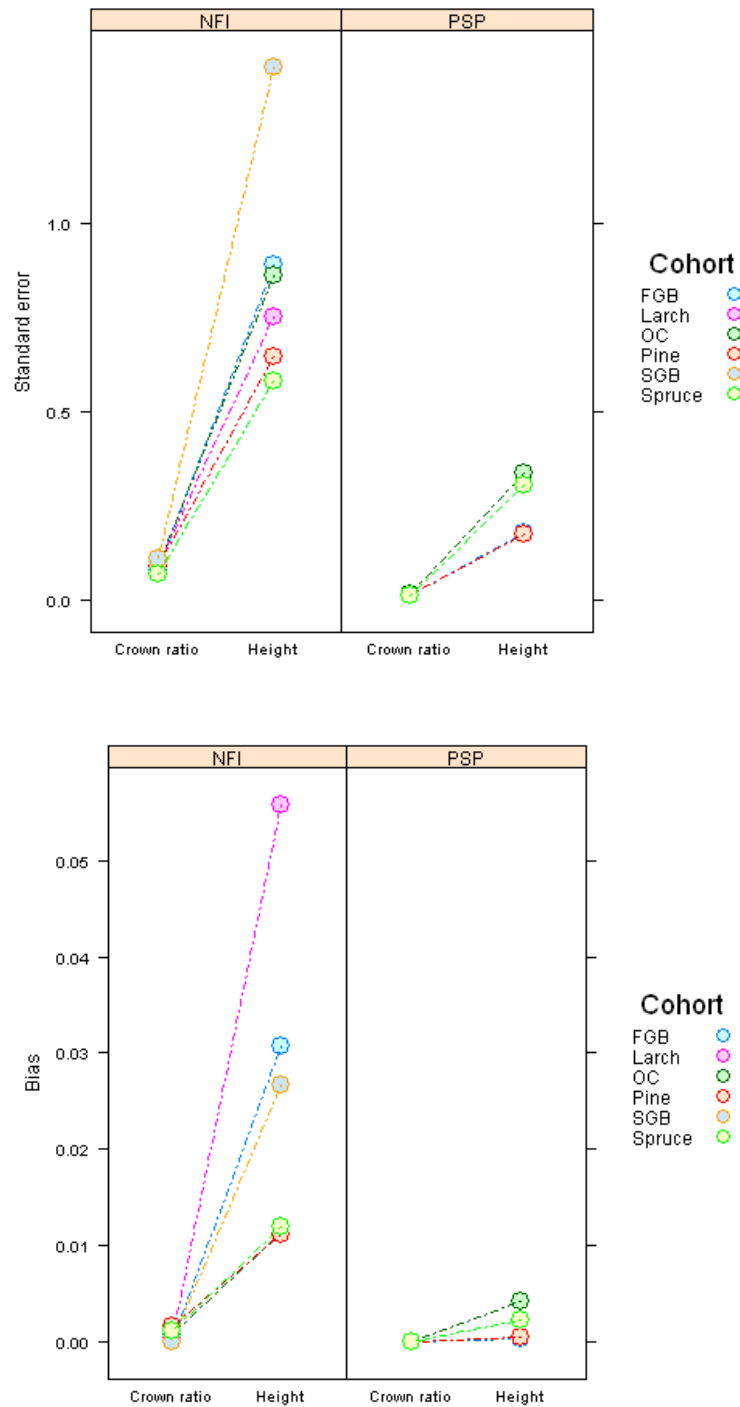 NFI PSP
1.0
0.5
0.0
Standard error
Crown ratio Height Crown ratio Height
Cohort
FGB
Larch
OC
Pine
SGB
Spruce
NFI PSP
0.05
0.04
0.03
0.02
0.01
0.00
Bias
Crown ratio Height Crown ratio Height
Cohort
FGB
Larch
OC
Pine
SGB
Spruce